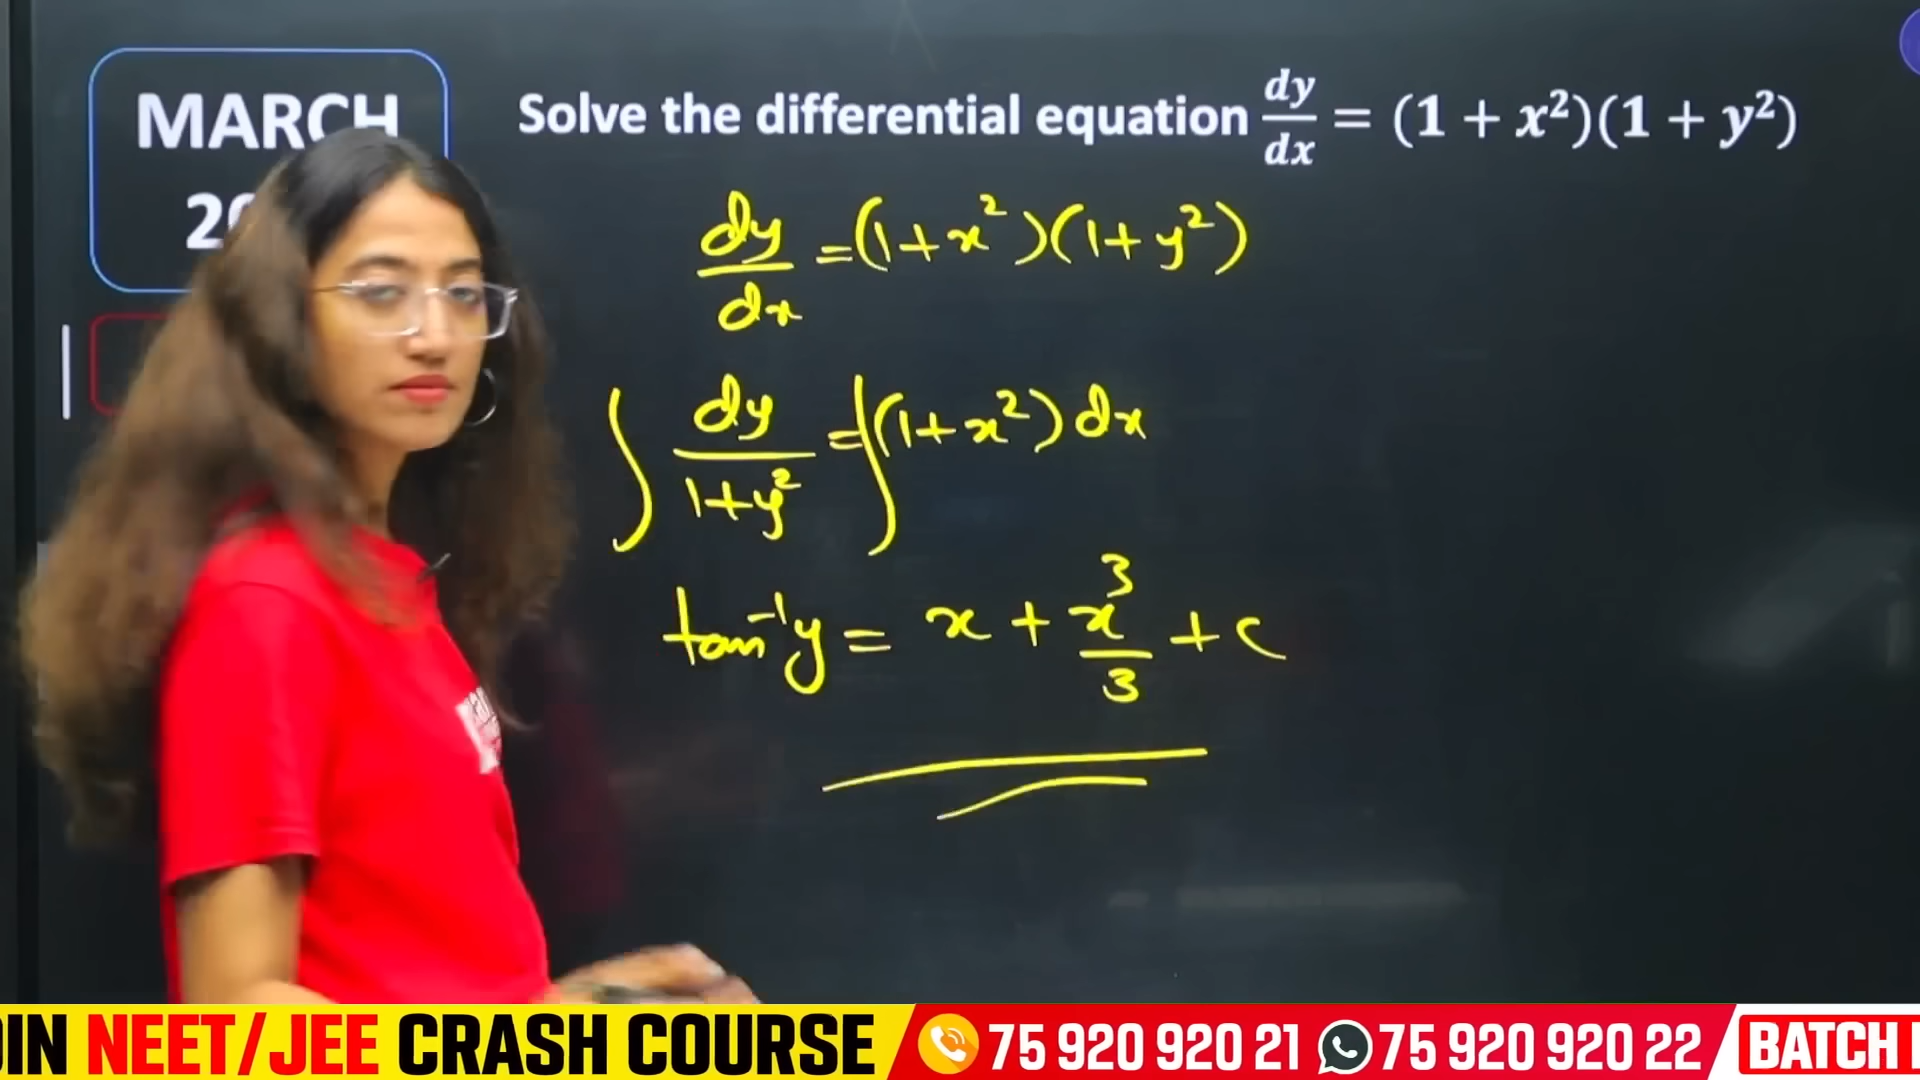 MARCH
Solve the differential equation dy/dx = (1 + x²)(1 + y²)
dy/dx = (1+x²)(1+y²)
∫ dy/1+y² = ∫(1+x²) dx
tan⁻¹y = x + x³/3 + c
NEET/JEE CRASH COURSE 75 920 920 21 75 920 920 22 BATCH